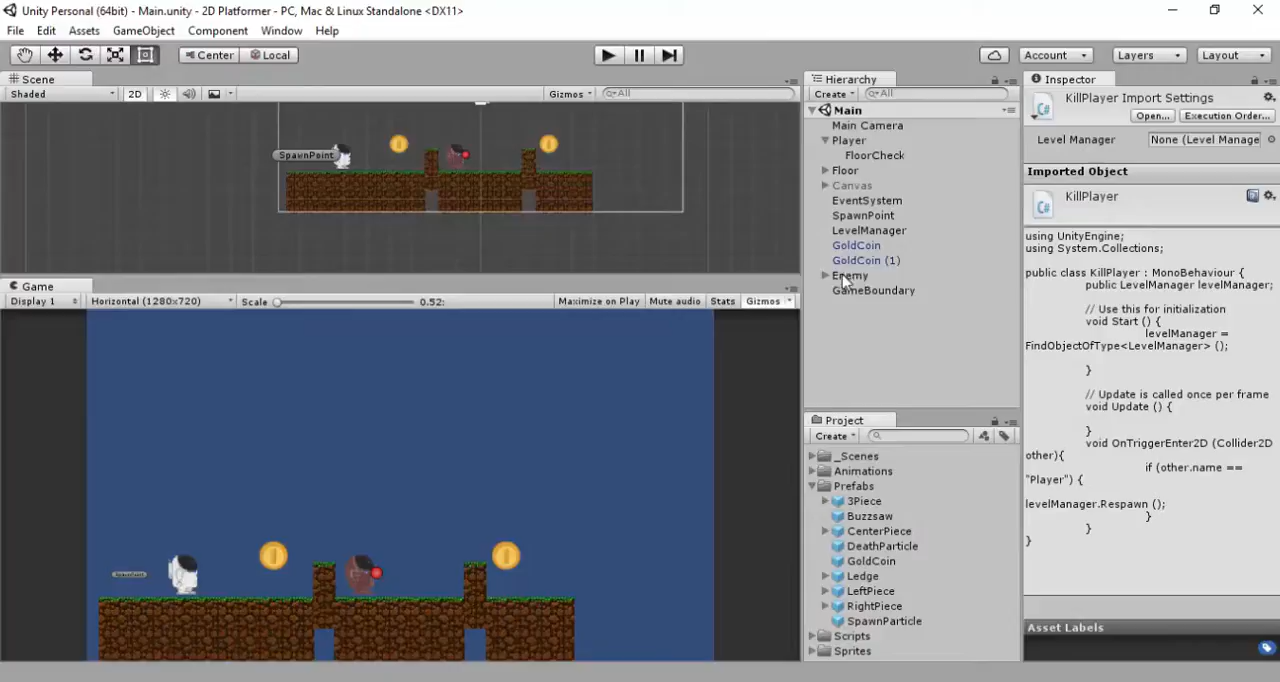 Unity Personal (64bit) - Main.unity - 2D Platformer - PC, Mac & Linux Standalone <DX11>
File Edit Assets GameObject Component Window Help
Center Local Account Layers Layout
Scene
Shaded 2D Gizmos All
SpawnPoint
Game
Display 1 Horizontal (1280x720) Scale 0.52: Maximize on Play Mute audio Stats Gizmos
Hierarchy
Create All
Main
Main Camera
Player
FloorCheck
Floor
Canvas
EventSystem
SpawnPoint
LevelManager
GoldCoin
GoldCoin (1)
Enemy
GameBoundary
Project
Create
_Scenes
Animations
Prefabs
3Piece
Buzzsaw
CenterPiece
DeathParticle
GoldCoin
Ledge
LeftPiece
RightPiece
SpawnParticle
Scripts
Sprites
Inspector
KillPlayer Import Settings
Open... Execution Order...
Level Manager None (Level Manage
Imported Object
KillPlayer
using UnityEngine;
using System.Collections;
public class KillPlayer : MonoBehaviour {
public LevelManager levelManager;
// Use this for initialization
void Start () {
levelManager =
FindObjectOfType<LevelManager> ();
}
// Update is called once per frame
void Update () {
}
void OnTriggerEnter2D (Collider2D
other){
if (other.name ==
"Player") {
levelManager.Respawn ();
}
}
}
Asset Labels
SpawnPoint